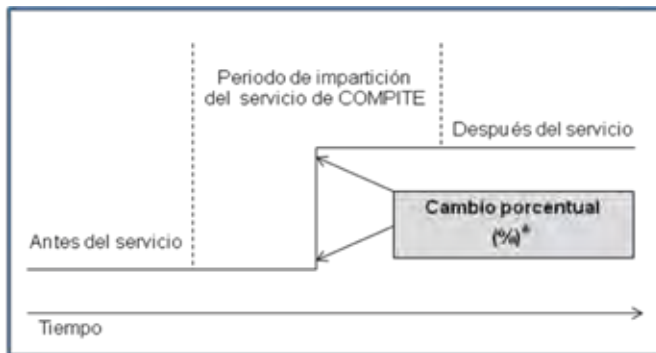 Periodo de impartición
del servicio de COMPITE
Después del servicio
Cambio porcentual
(%)*
Antes del servicio
Tiempo